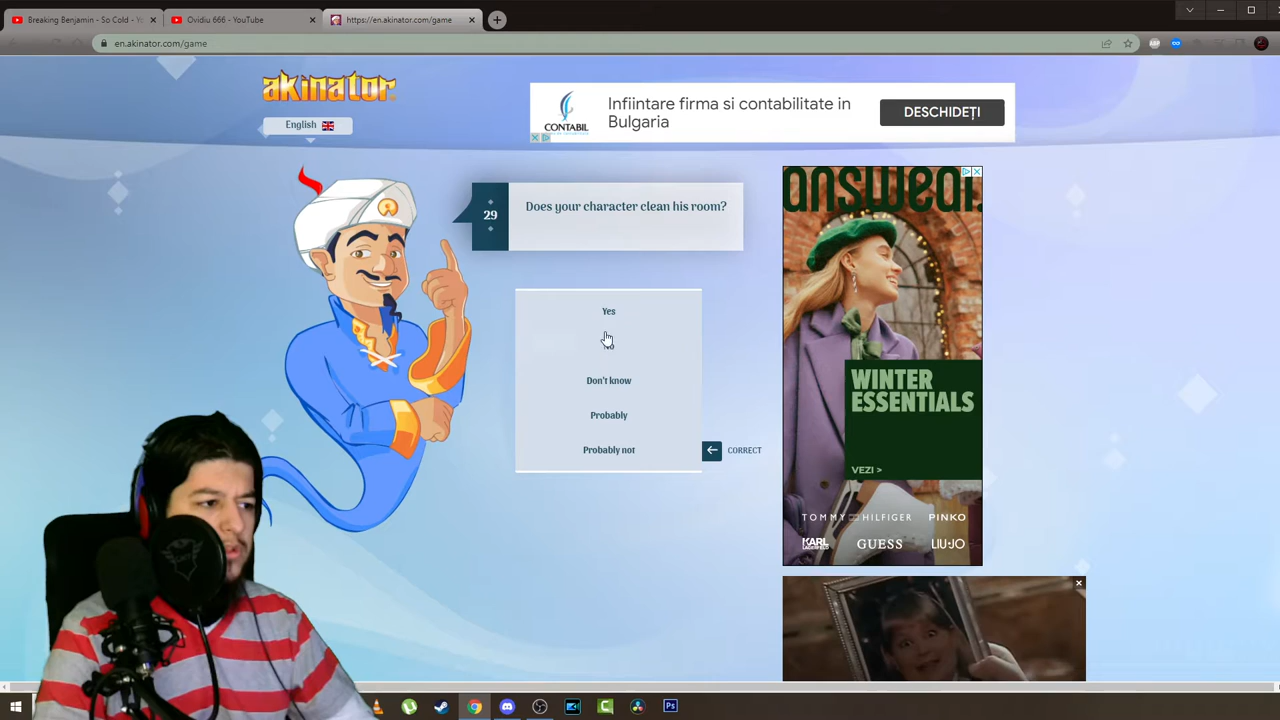 Breaking Benjamin - So Cold - Yo
Ovidiu 666 - YouTube
https://en.akinator.com/game
en.akinator.com/game
akinator
English
CONTABIL
Infiintare firma si contabilitate in
Bulgaria
DESCHIDEȚI
29
Does your character clean his room?
Yes
No
Don't know
Probably
Probably not
CORRECT
answear.
WINTER
ESSENTIALS
VEZI >
TOMMY HILFIGER
PINKO
KARL
LAGERFELD
GUESS
LIU·JO